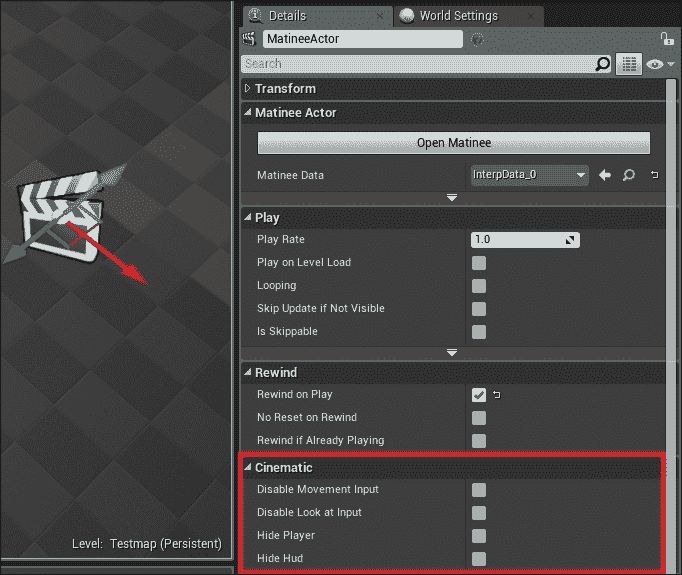 Details
World Settings
MatineeActor
Search
Transform
Matinee Actor
Open Matinee
Matinee Data
InterpData_0
Play
Play Rate
1.0
Play on Level Load
Looping
Skip Update if Not Visible
Is Skippable
Rewind
Rewind on Play
No Reset on Rewind
Rewind if Already Playing
Cinematic
Disable Movement Input
Disable Look at Input
Hide Player
Hide Hud
Level: Testmap (Persistent)